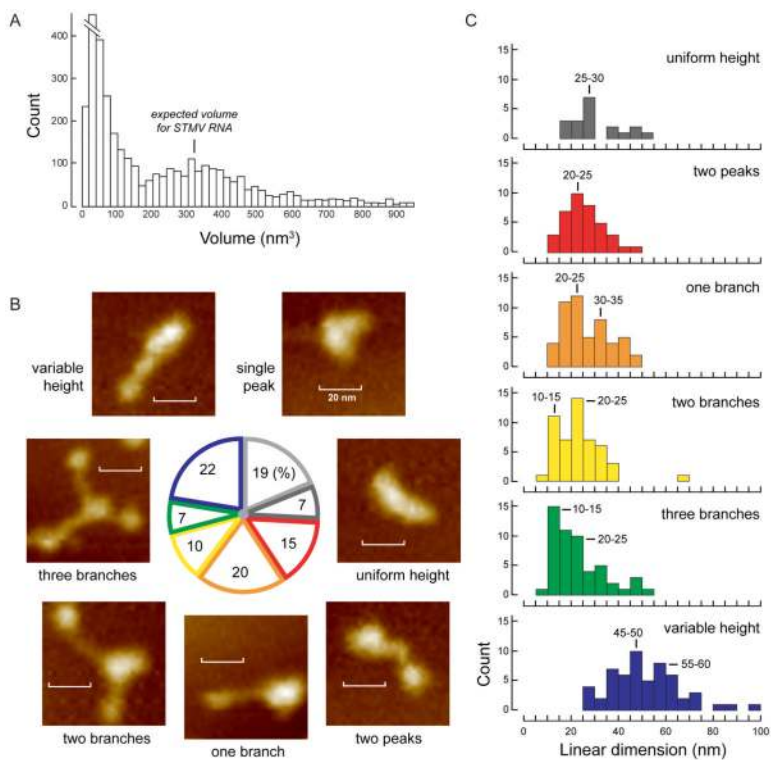 A
400
300
200
100
0
Count
expected volume
for STMV RNA
0 100 200 300 400 500 600 700 800 900
Volume (nm³)
B
variable
height
single
peak
20 nm
three branches
22
19 (%)
7
7
10
15
20
uniform height
two branches
one branch
two peaks
C
uniform height
15
10
5
0
25-30
two peaks
15
10
5
0
20-25
one branch
15
10
5
0
20-25
30-35
two branches
15
10
5
0
10-15
20-25
three branches
15
10
5
0
10-15
20-25
variable height
15
10
5
0
45-50
55-60
Count
0 20 40 60 80 100
Linear dimension (nm)